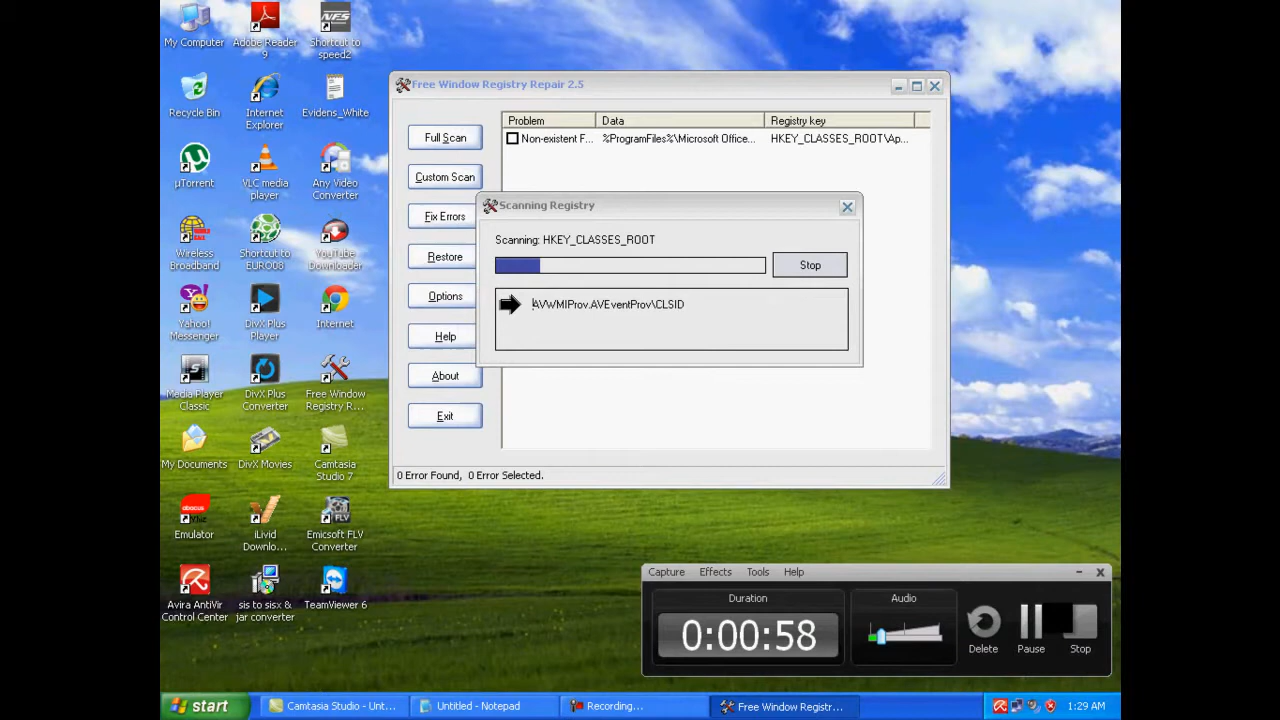 My Computer
Adobe Reader
9
Shortcut to
speed2
Recycle Bin
Internet
Explorer
Evidens_White
µTorrent
VLC media
player
Any Video
Converter
Wireless
Broadband
Shortcut to
EURO08
YouTube
Downloader
Yahoo!
Messenger
DivX Plus
Player
Internet
Media Player
Classic
DivX Plus
Converter
Free Window
Registry R...
My Documents
DivX Movies
Camtasia
Studio 7
Emulator
iLivid
Downlo...
Emicsoft FLV
Converter
Avira AntiVir
Control Center
sis to sisx &
jar converter
TeamViewer 6
NFS
abacus
FLV
Free Window Registry Repair 2.5
Full Scan
Custom Scan
Fix Errors
Restore
Options
Help
About
Exit
Problem Data Registry key
Non-existent F... %ProgramFiles%\Microsoft Office... HKEY_CLASSES_ROOT\Ap...
Scanning Registry
Scanning: HKEY_CLASSES_ROOT
Stop
AVWMIProv.AVEventProv\CLSID
0 Error Found, 0 Error Selected.
Capture Effects Tools Help
Duration
0:00:58
Audio
Delete
Pause
Stop
start
Camtasia Studio - Unt...
Untitled - Notepad
Recording...
Free Window Registr...
1:29 AM